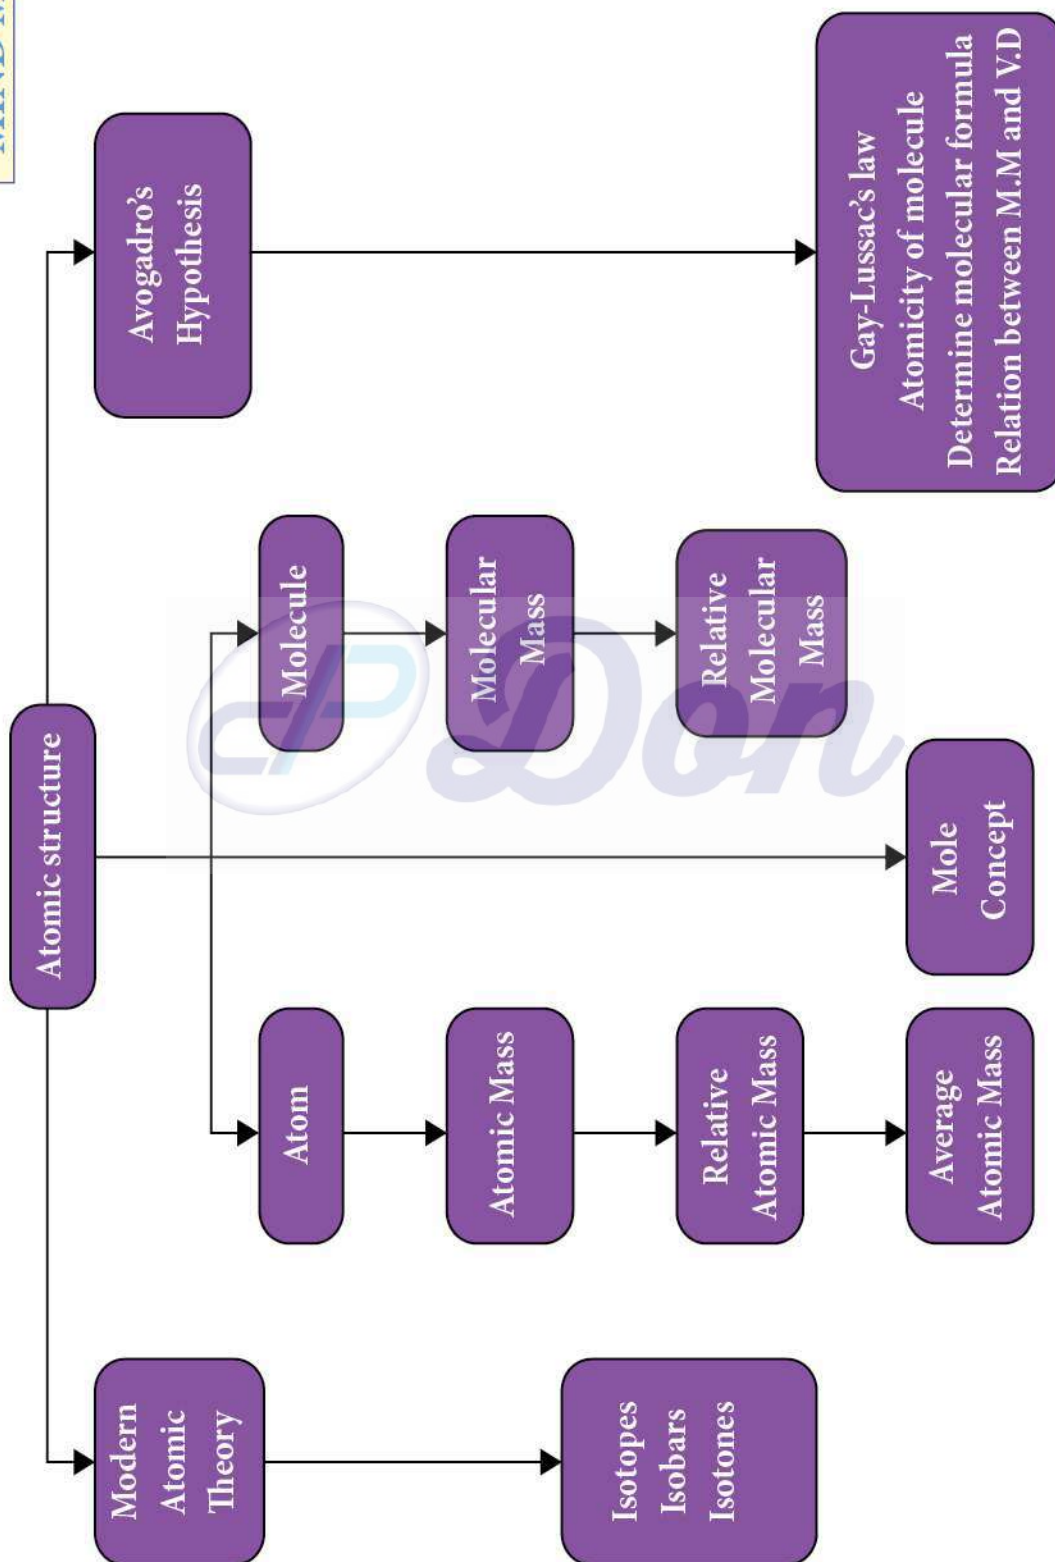 Atomic structure
Modern
Atomic
Theory
Isotopes
Isobars
Isotones
Atom
Atomic Mass
Relative
Atomic Mass
Average
Atomic Mass
Mole
Concept
Molecule
Molecular
Mass
Relative
Molecular
Mass
Avogadro's
Hypothesis
Gay-Lussac's law
Atomicity of molecule
Determine molecular formula
Relation between M.M and V.D
Don